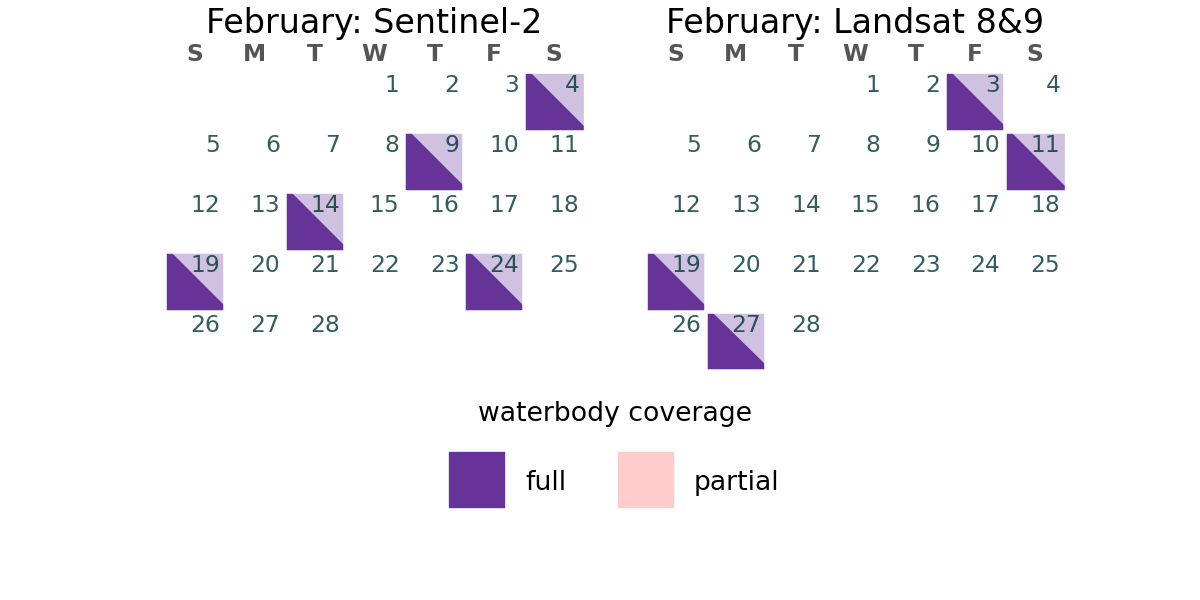 February: Sentinel-2
S M T W T F S
1 2 3 4
5 6 7 8 9 10 11
12 13 14 15 16 17 18
19 20 21 22 23 24 25
26 27 28
February: Landsat 8&9
S M T W T F S
1 2 3 4
5 6 7 8 9 10 11
12 13 14 15 16 17 18
19 20 21 22 23 24 25
26 27 28
waterbody coverage
full
partial